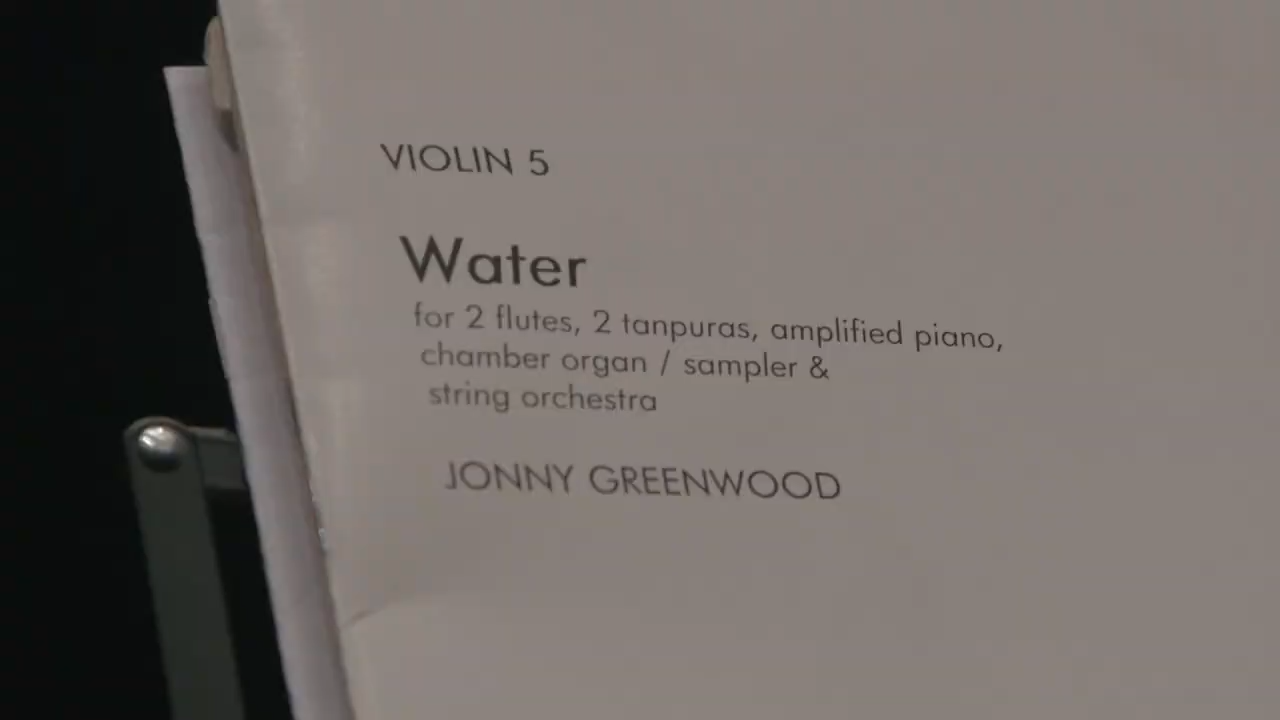 VIOLIN 5
Water
for 2 flutes, 2 tanpuras, amplified piano,
chamber organ / sampler &
string orchestra
JONNY GREENWOOD